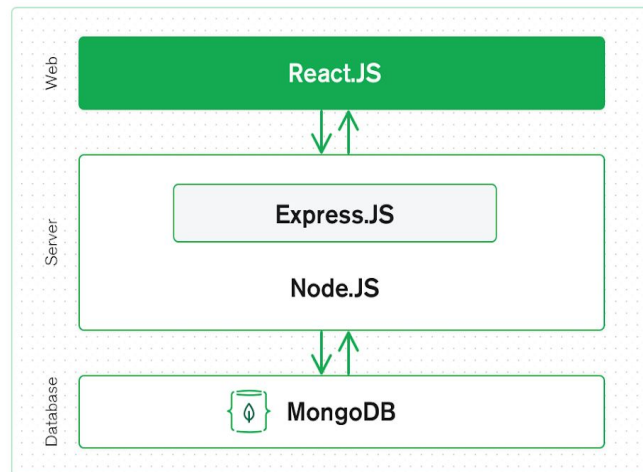 Web
React.JS
Server
Express.JS
Node.JS
Database
MongoDB